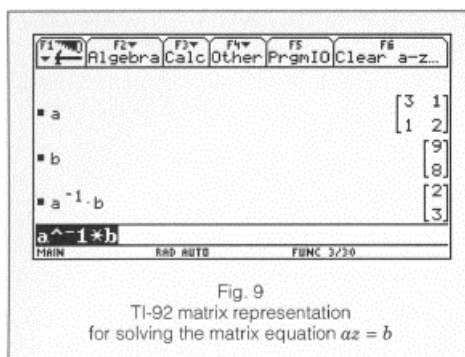 F1 F2 F3 F4 F5 F6
Algebra Calc Other PrgmIO Clear a-z…
▪ a [3 1]
[1 2]
▪ b [9]
[8]
▪ a⁻¹·b [2]
[3]
a^-1*b
MAIN RAD AUTO FUNC 3/30
Fig. 9
TI-92 matrix representation
for solving the matrix equation az = b